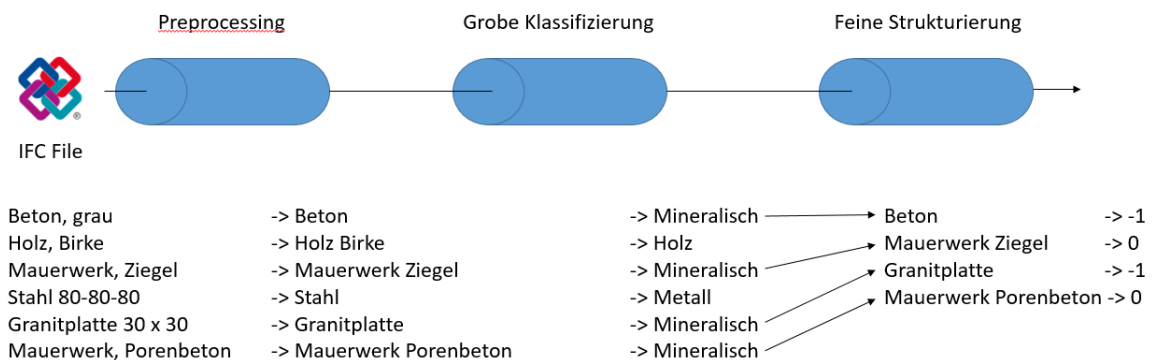 Preprocessing Grobe Klassifizierung Feine Strukturierung
®
IFC File
Beton, grau -> Beton -> Mineralisch Beton -> -1
Holz, Birke -> Holz Birke -> Holz Mauerwerk Ziegel -> 0
Mauerwerk, Ziegel -> Mauerwerk Ziegel -> Mineralisch Granitplatte -> -1
Stahl 80-80-80 -> Stahl -> Metall Mauerwerk Porenbeton -> 0
Granitplatte 30 x 30 -> Granitplatte -> Mineralisch
Mauerwerk, Porenbeton -> Mauerwerk Porenbeton -> Mineralisch